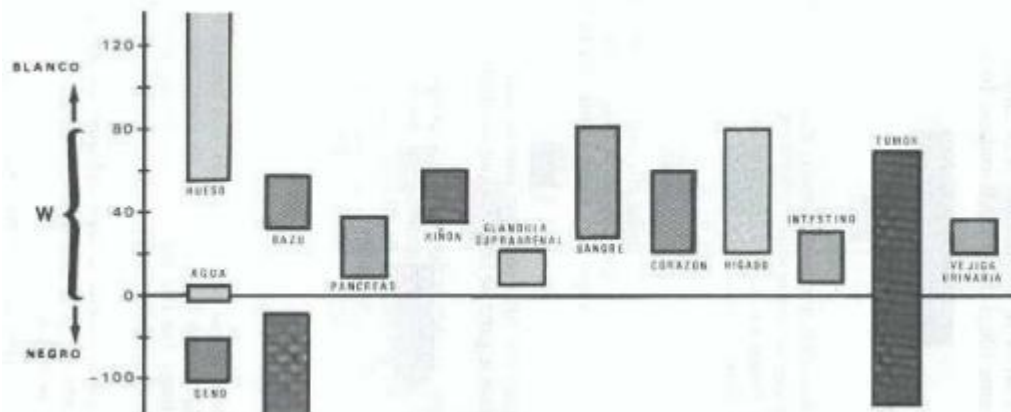 120
BLANCO
80
HUESO
W
40
BAZO
PANCREAS
RIÑON
GLANDULA
SUPRAARENAL
SANGRE
CORAZON
HIGADO
INTESTINO
TUMOR
VEJIGA
URINARIA
AGUA
0
NEGRO
-100
SENO